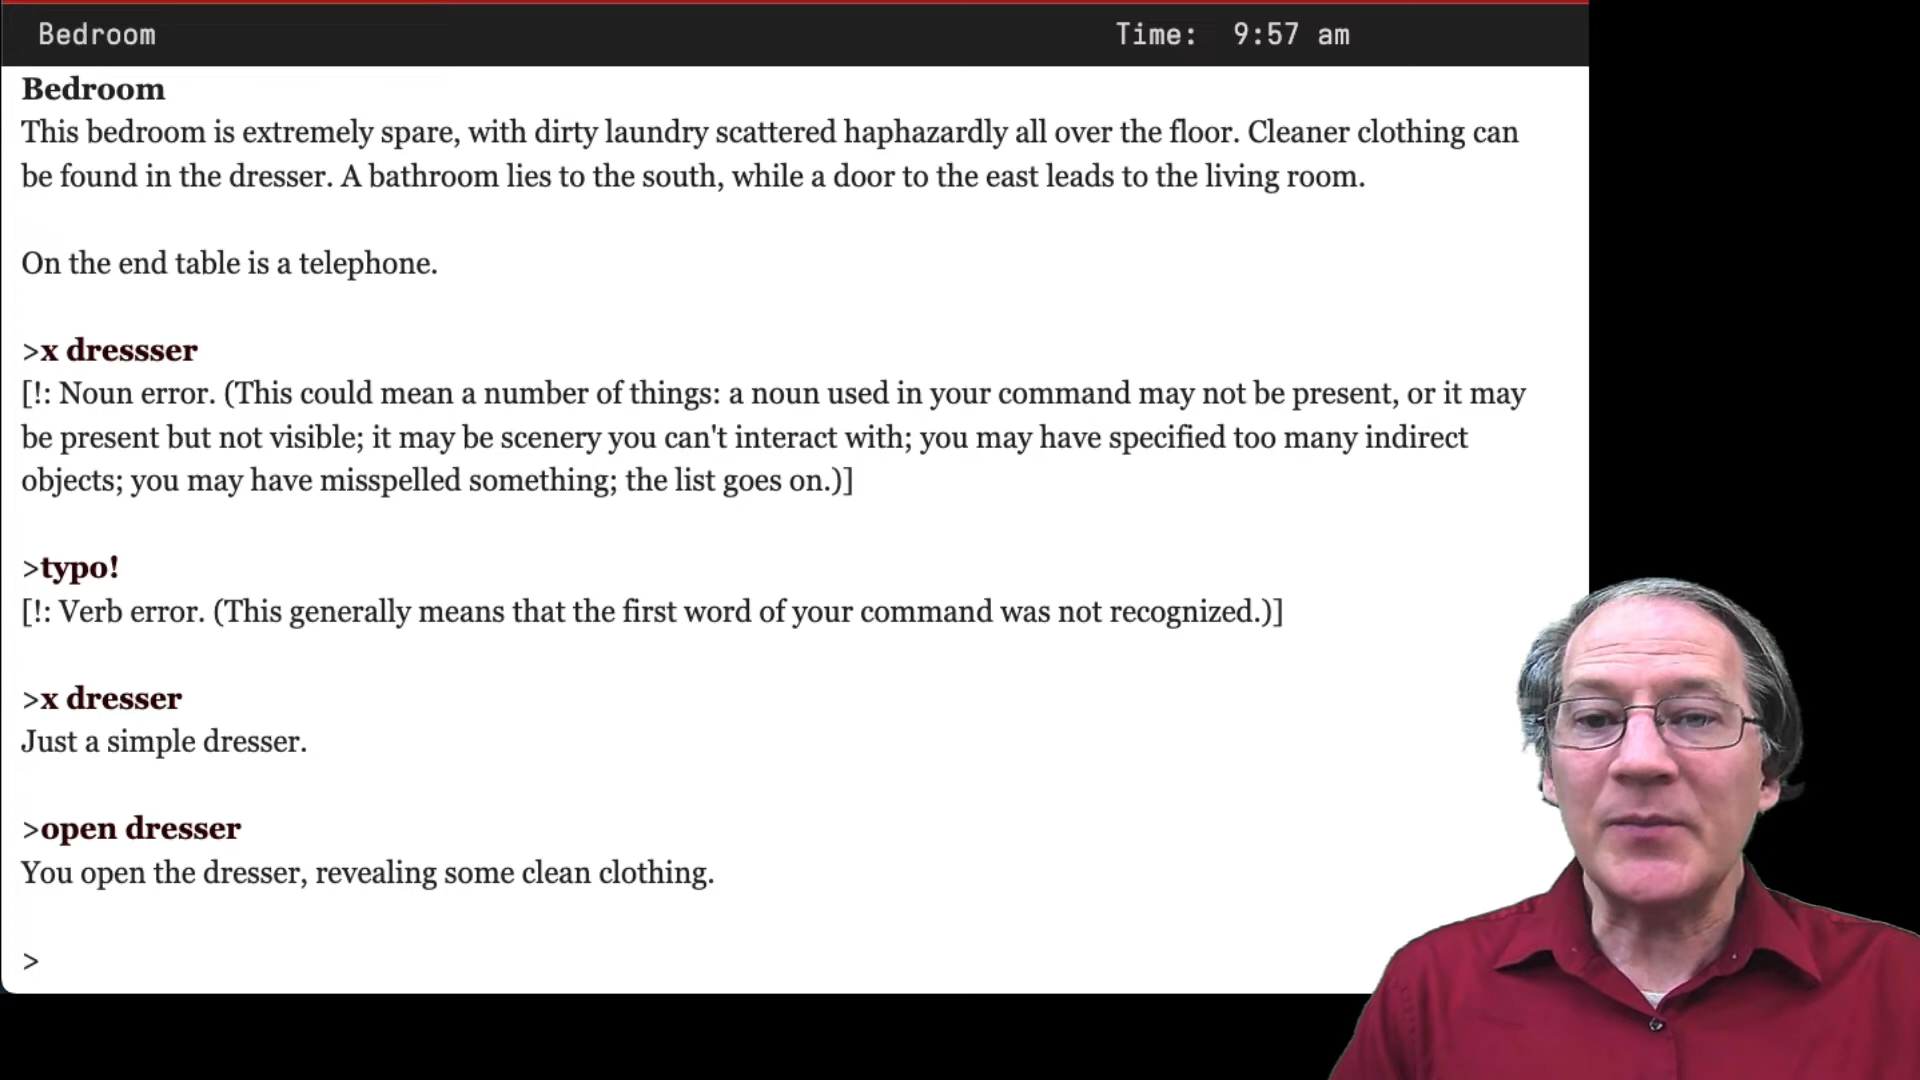 Bedroom Time: 9:57 am
Bedroom
This bedroom is extremely spare, with dirty laundry scattered haphazardly all over the floor. Cleaner clothing can
be found in the dresser. A bathroom lies to the south, while a door to the east leads to the living room.
On the end table is a telephone.
>x dressser
[!: Noun error. (This could mean a number of things: a noun used in your command may not be present, or it may
be present but not visible; it may be scenery you can't interact with; you may have specified too many indirect
objects; you may have misspelled something; the list goes on.)]
>typo!
[!: Verb error. (This generally means that the first word of your command was not recognized.)]
>x dresser
Just a simple dresser.
>open dresser
You open the dresser, revealing some clean clothing.
>